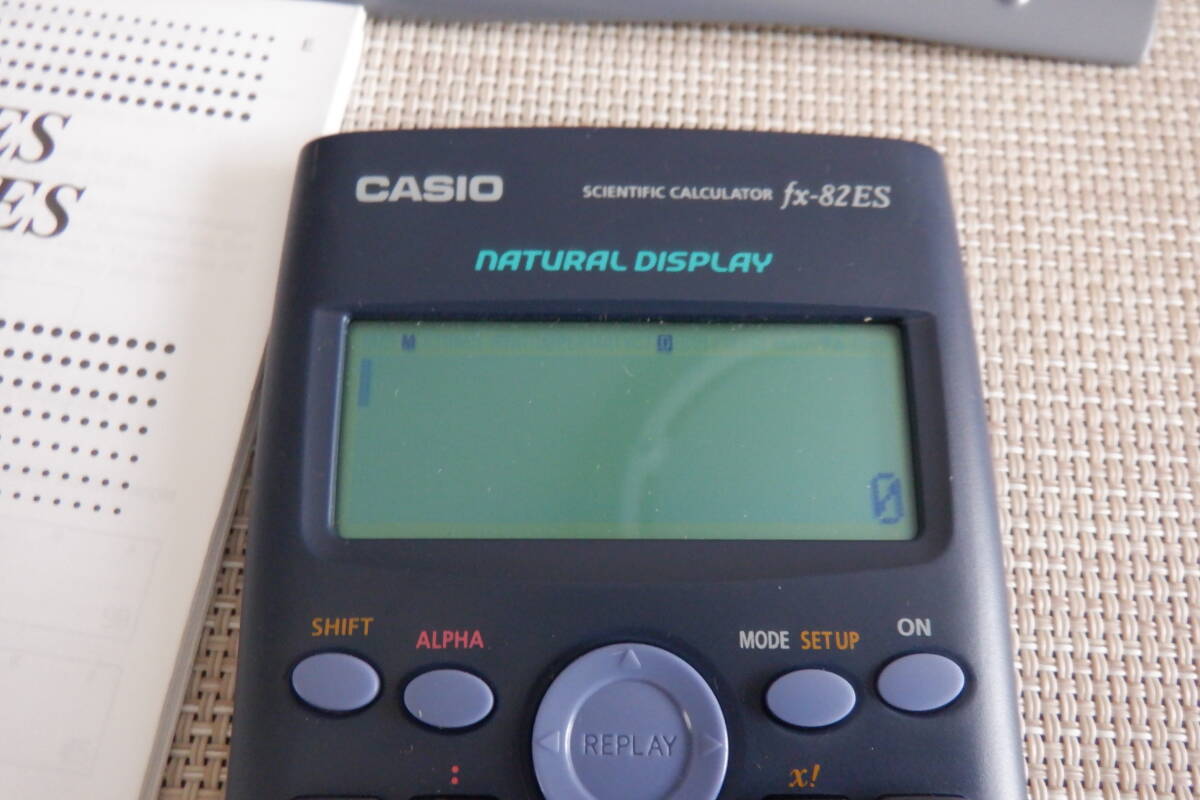 E
ES
ES
CASIO
SCIENTIFIC CALCULATOR fx-82ES
NATURAL DISPLAY
M D
0
SHIFT
ALPHA
MODE SETUP
ON
REPLAY
:
x!